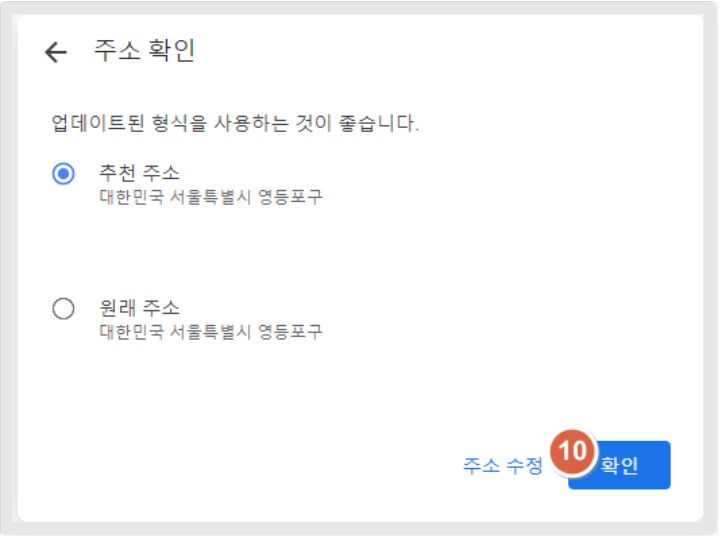 주소 확인
업데이트된 형식을 사용하는 것이 좋습니다.
추천 주소
대한민국 서울특별시 영등포구
원래 주소
대한민국 서울특별시 영등포구
주소 수정 10 확인